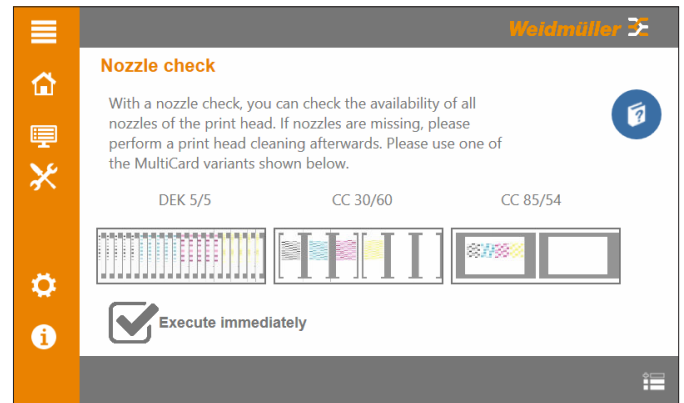 Weidmüller
Nozzle check
With a nozzle check, you can check the availability of all
nozzles of the print head. If nozzles are missing, please
perform a print head cleaning afterwards. Please use one of
the MultiCard variants shown below.
DEK 5/5 CC 30/60 CC 85/54
Execute immediately